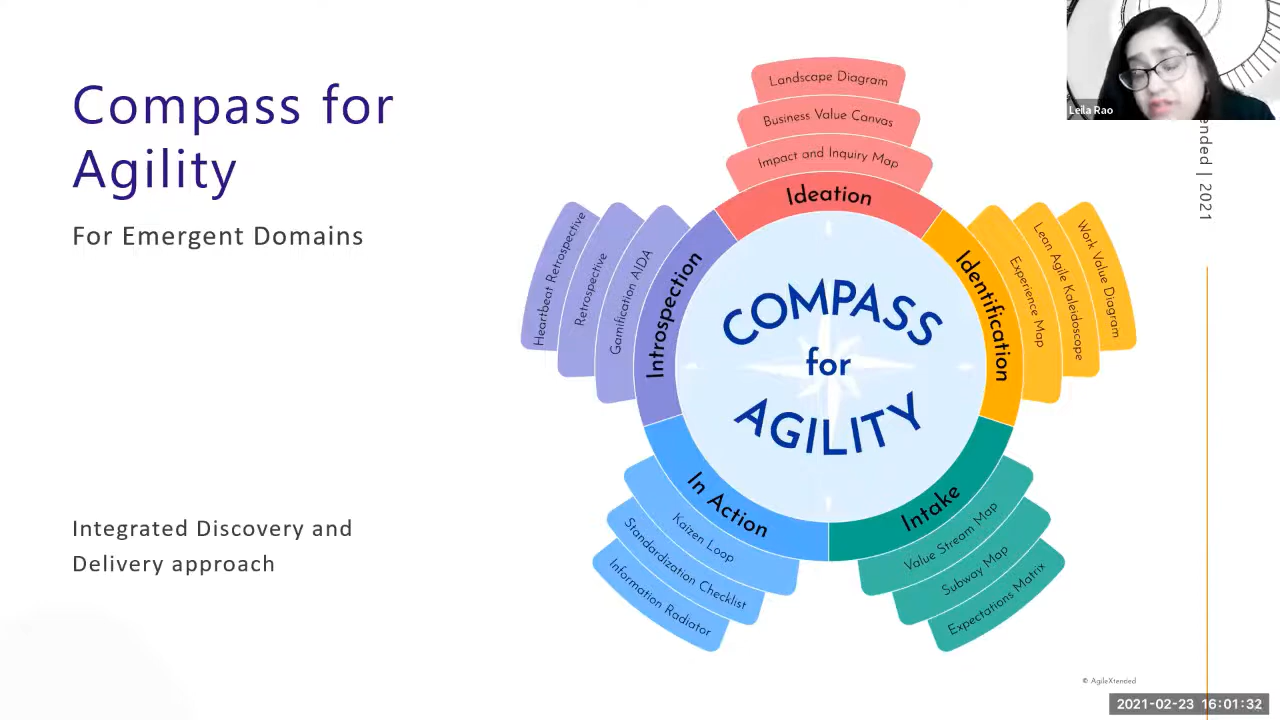 Compass for
Agility
For Emergent Domains
Integrated Discovery and
Delivery approach
Landscape Diagram
Business Value Canvas
Impact and Inquiry Map
Ideation
Work Value Diagram
Lean Agile Kaleidoscope
Experience Map
Identification
Heartbeat Retrospective
Retrospective
Gamification AIDA
Introspection
COMPASS
for
AGILITY
In Action
Kaizen Loop
Standardization Checklist
Information Radiator
Intake
Value Stream Map
Subway Map
Expectations Matrix
Leila Rao
| 2021
© AgileXtended
2021-02-23 16:01:32